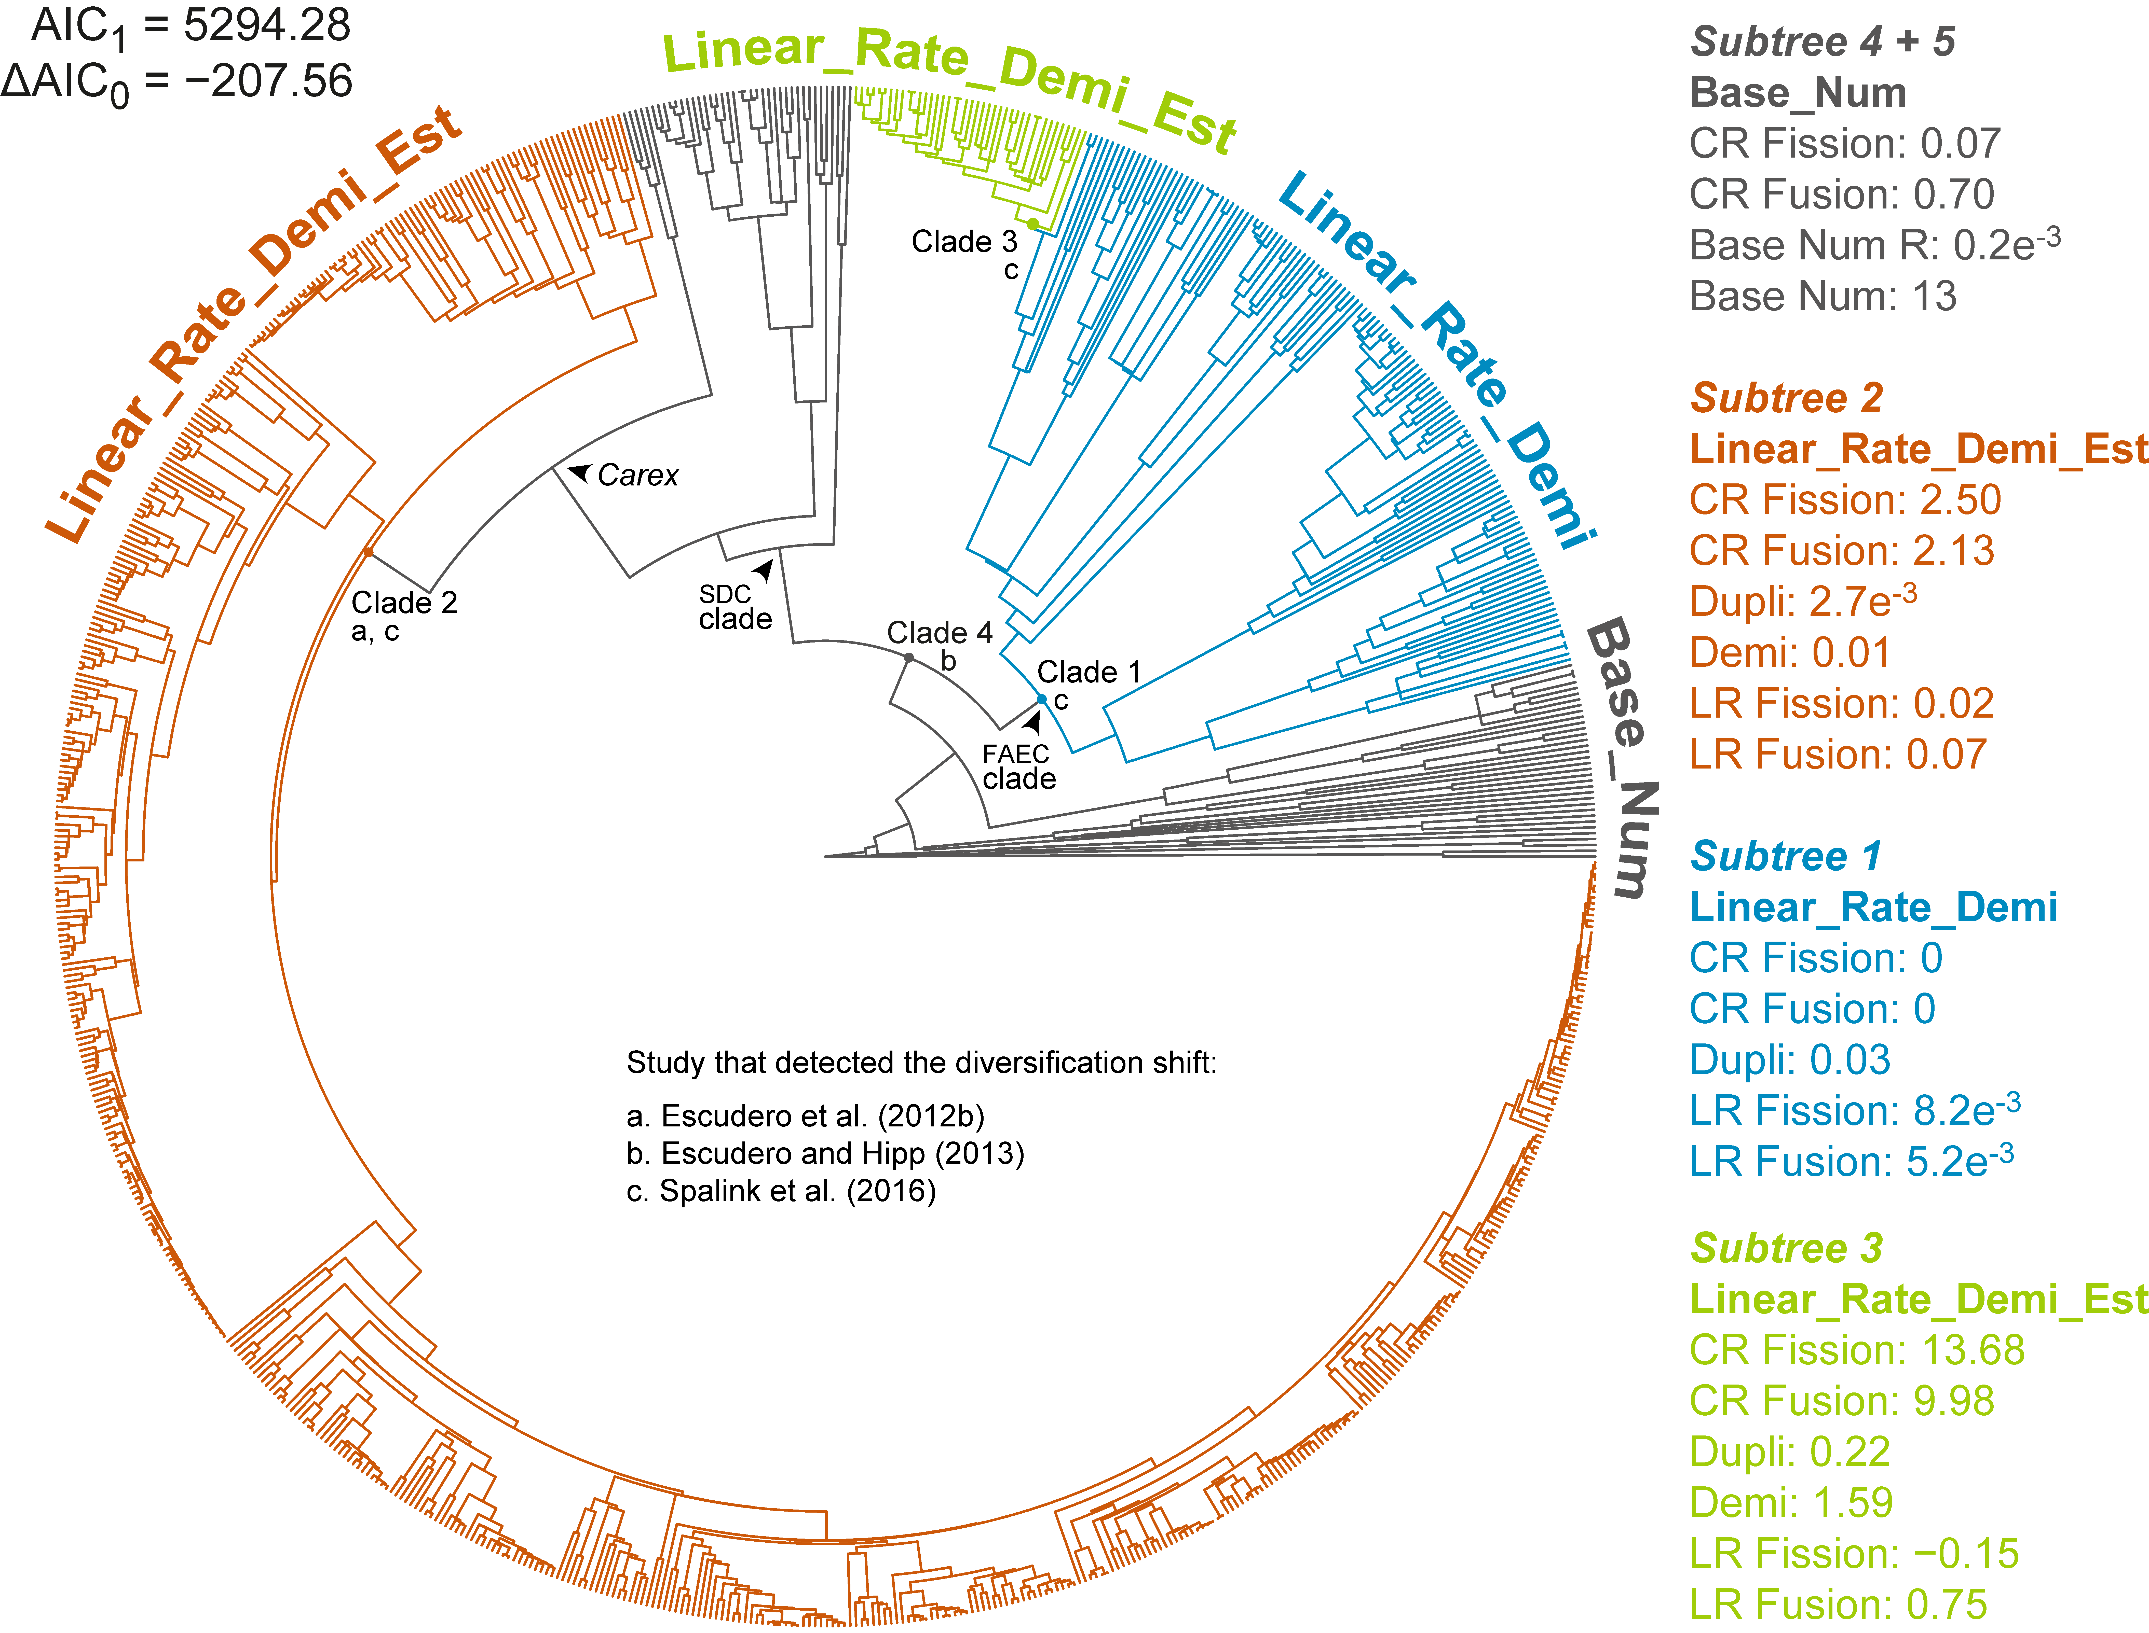 AIC₁ = 5294.28
ΔAIC₀ = −207.56
Linear_Rate_Demi_Est
Linear_Rate_Demi_Est
Linear_Rate_Demi
Base_Num
Clade 3
c
Carex
Clade 2
a, c
SDC
clade
Clade 4
b
Clade 1
c
FAEC
clade
Study that detected the diversification shift:
a. Escudero et al. (2012b)
b. Escudero and Hipp (2013)
c. Spalink et al. (2016)
Subtree 4 + 5
Base_Num
CR Fission: 0.07
CR Fusion: 0.70
Base Num R: 0.2e⁻³
Base Num: 13
Subtree 2
Linear_Rate_Demi_Est
CR Fission: 2.50
CR Fusion: 2.13
Dupli: 2.7e⁻³
Demi: 0.01
LR Fission: 0.02
LR Fusion: 0.07
Subtree 1
Linear_Rate_Demi
CR Fission: 0
CR Fusion: 0
Dupli: 0.03
LR Fission: 8.2e⁻³
LR Fusion: 5.2e⁻³
Subtree 3
Linear_Rate_Demi_Est
CR Fission: 13.68
CR Fusion: 9.98
Dupli: 0.22
Demi: 1.59
LR Fission: −0.15
LR Fusion: 0.75